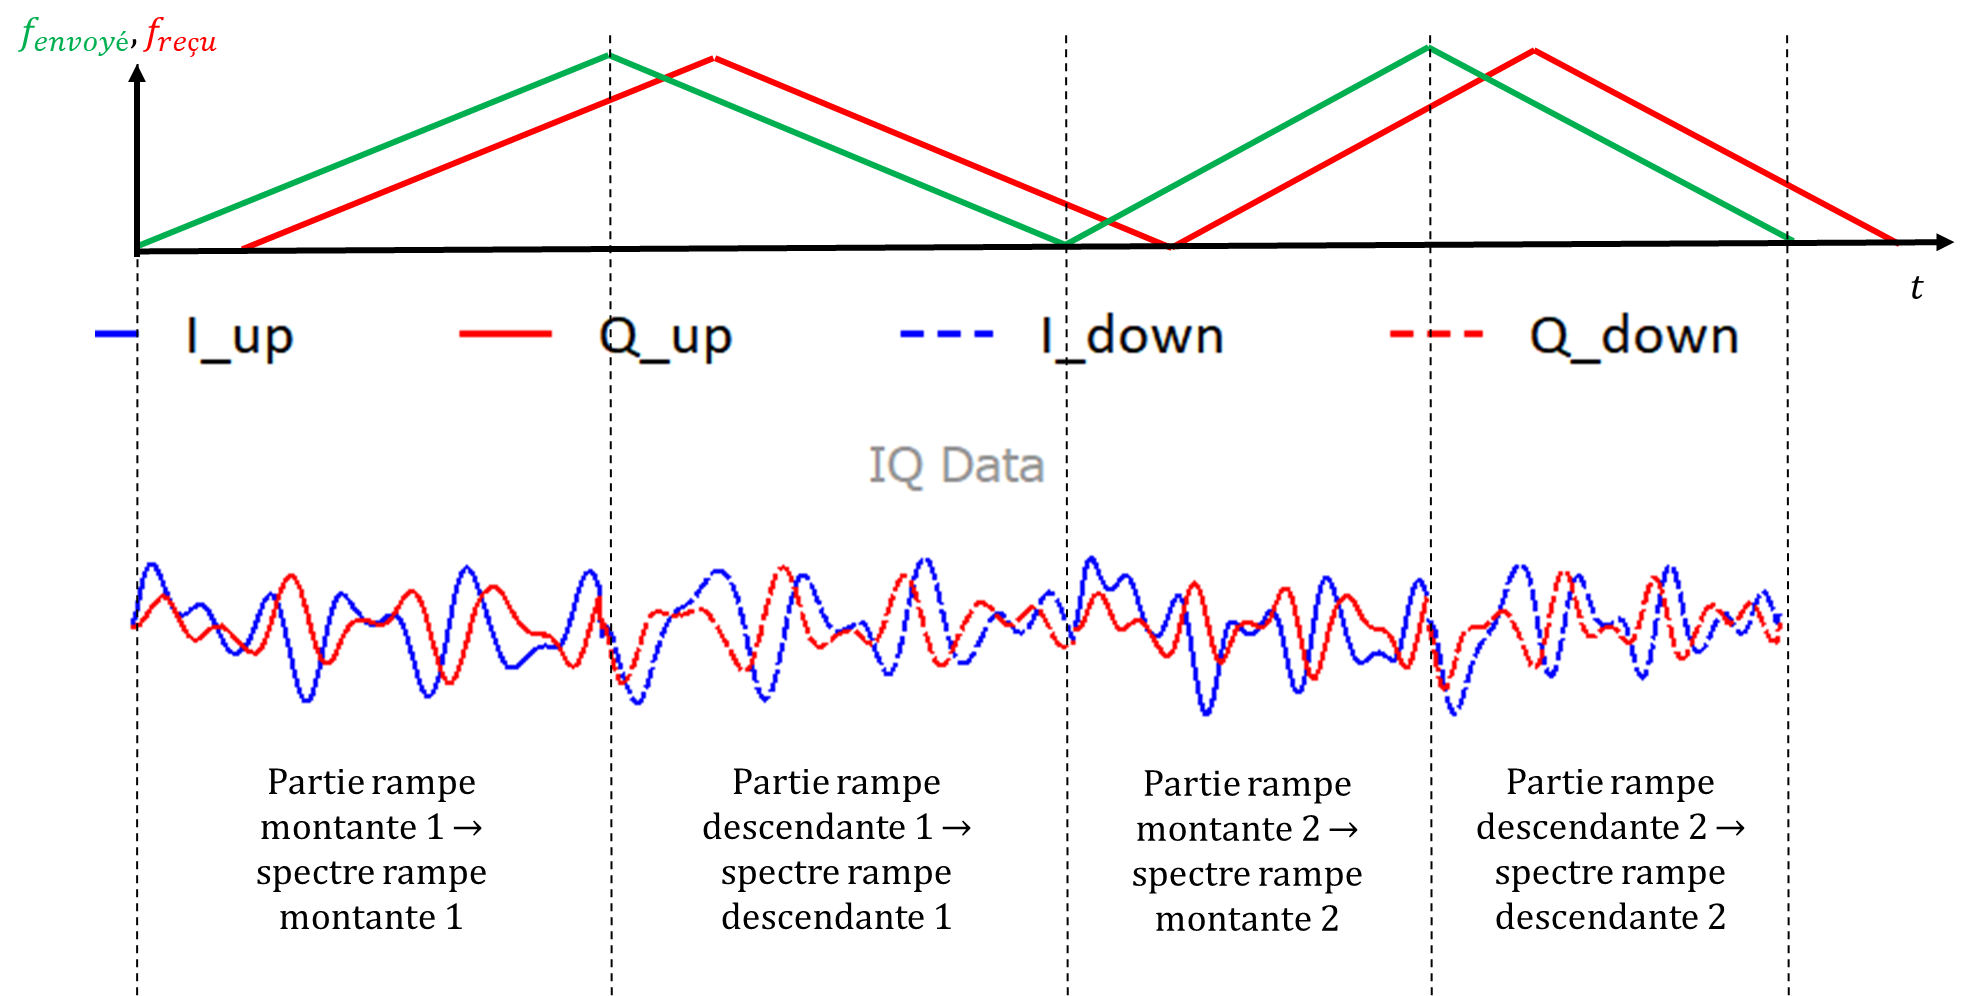 f envoyé, f reçu
t
I_up Q_up I_down Q_down
IQ Data
Partie rampe
montante 1 →
spectre rampe
montante 1
Partie rampe
descendante 1 →
spectre rampe
descendante 1
Partie rampe
montante 2 →
spectre rampe
montante 2
Partie rampe
descendante 2 →
spectre rampe
descendante 2